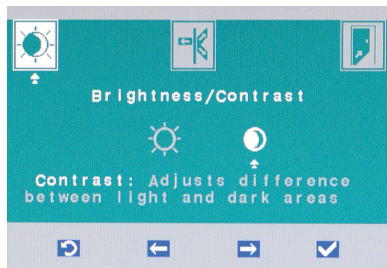 Brightness/Contrast
Contrast: Adjusts difference
between light and dark areas